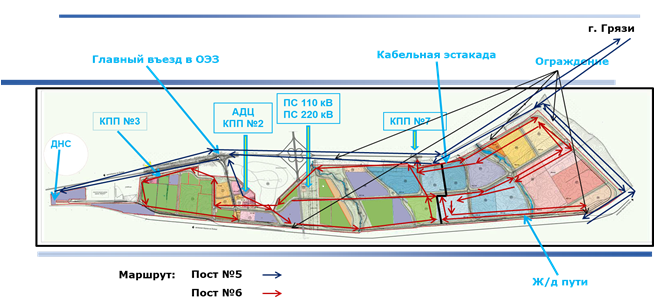 г. Грязи
Главный въезд в ОЭЗ
Кабельная эстакада
Ограждение
КПП №3
АДЦ
КПП №2
ПС 110 кВ
ПС 220 кВ
КПП №7
ДНС
Ж/д пути
Маршрут: Пост №5
Пост №6